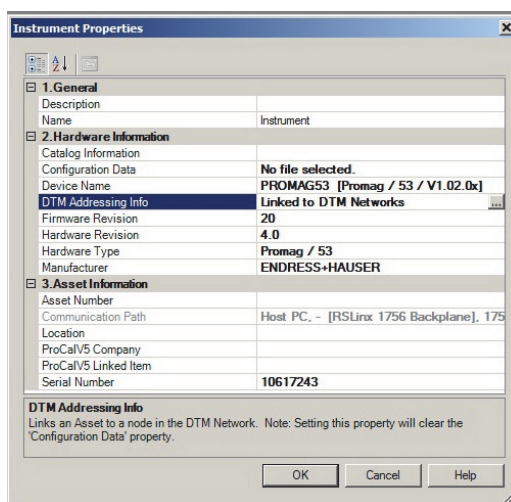 Instrument Properties
1.General
Description
Name Instrument
2.Hardware Information
Catalog Information
Configuration Data No file selected.
Device Name PROMAG53 [Promag / 53 / V1.02.0x]
DTM Addressing Info Linked to DTM Networks ...
Firmware Revision 20
Hardware Revision 4.0
Hardware Type Promag / 53
Manufacturer ENDRESS+HAUSER
3.Asset Information
Asset Number
Communication Path Host PC, - [RSLinx 1756 Backplane], 175
Location
ProCalV5 Company
ProCalV5 Linked Item
Serial Number 10617243
DTM Addressing Info
Links an Asset to a node in the DTM Network. Note: Setting this property will clear the
'Configuration Data' property.
OK Cancel Help